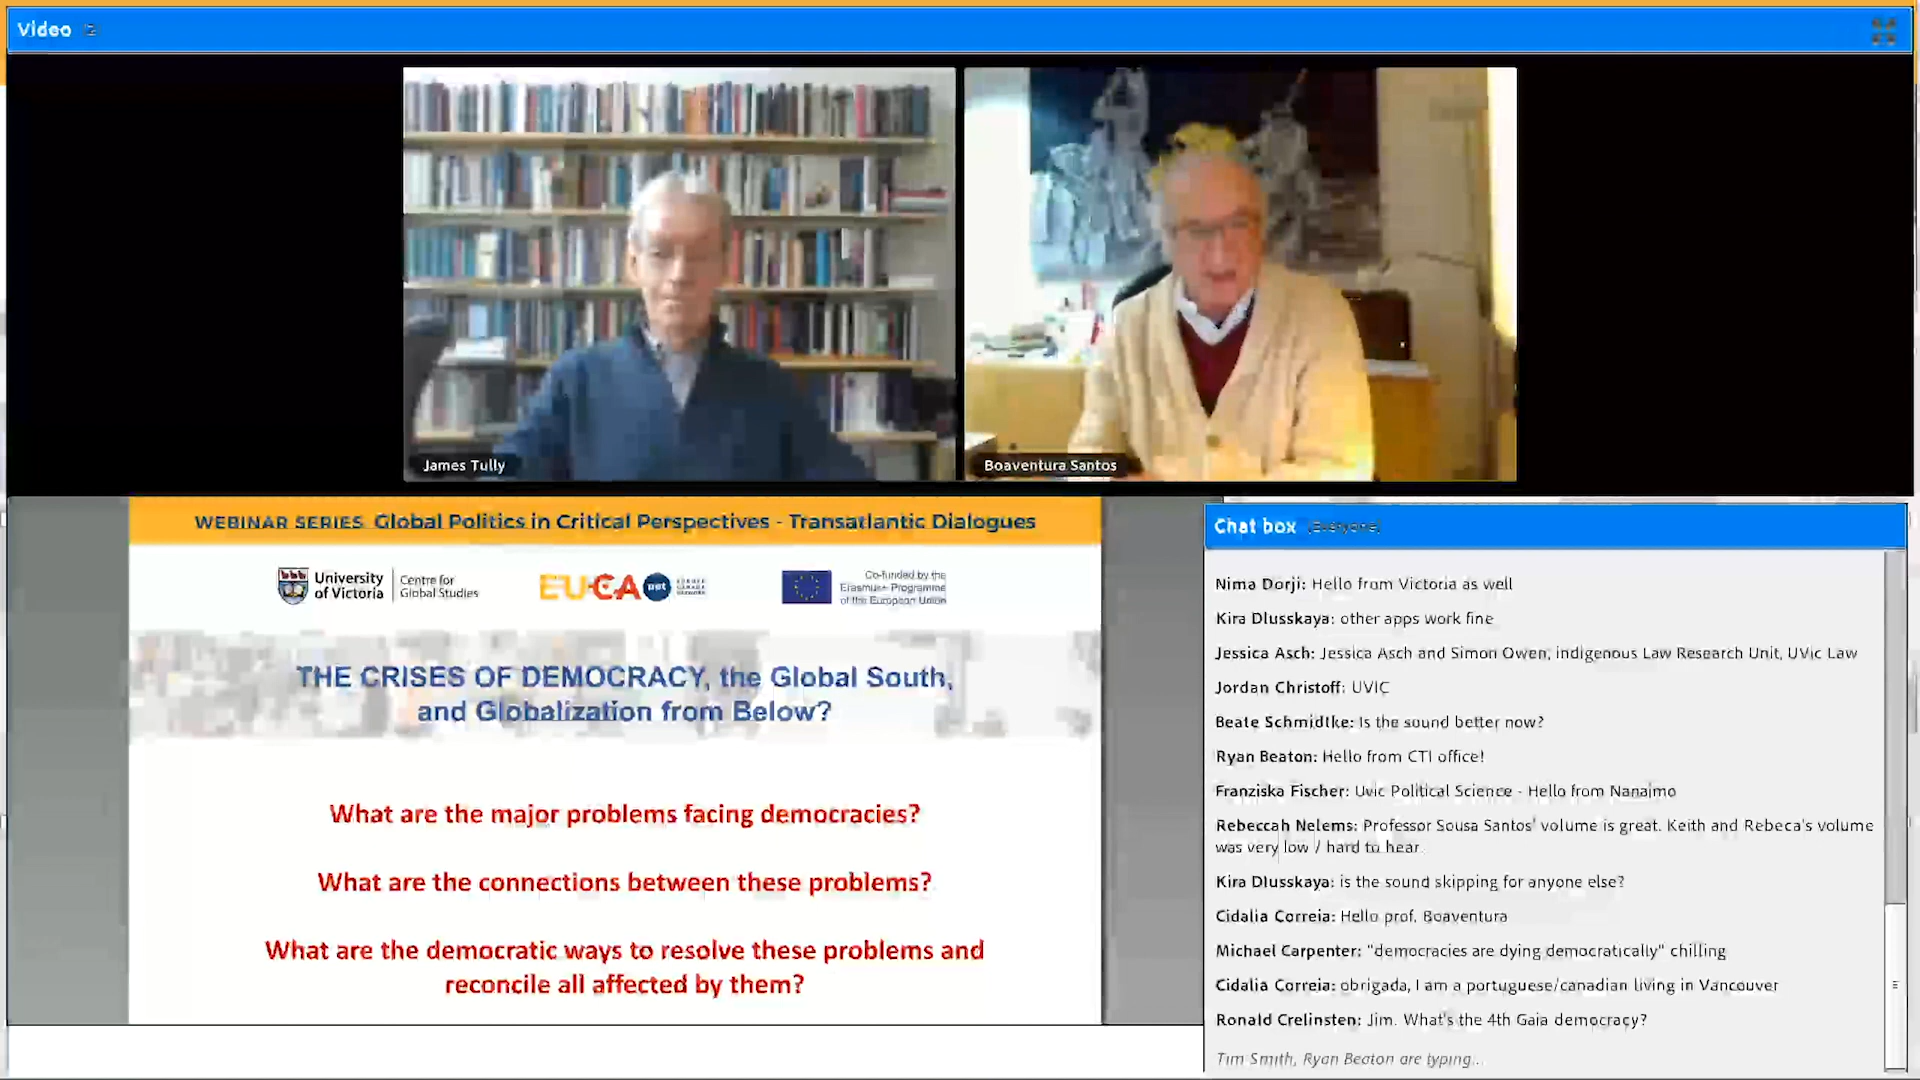 Video
James Tully
Boaventura Santos
WEBINAR SERIES Global Politics in Critical Perspectives - Transatlantic Dialogues
University
of Victoria
Centre for
Global Studies
EU-CA net
Co-funded by the
Erasmus+ Programme
of the European Union
THE CRISES OF DEMOCRACY, the Global South,
and Globalization from Below?
What are the major problems facing democracies?
What are the connections between these problems?
What are the democratic ways to resolve these problems and
reconcile all affected by them?
Chat box (Everyone)
Nima Dorji: Hello from Victoria as well
Kira Dlusskaya: other apps work fine
Jessica Asch: Jessica Asch and Simon Owen, Indigenous Law Research Unit, UVic Law
Jordan Christoff: UVIC
Beate Schmidtke: Is the sound better now?
Ryan Beaton: Hello from CTI office!
Franziska Fischer: Uvic Political Science - Hello from Nanaimo
Rebeccah Nelems: Professor Sousa Santos' volume is great. Keith and Rebeca's volume
was very low / hard to hear.
Kira Dlusskaya: is the sound skipping for anyone else?
Cidalia Correia: Hello prof. Boaventura
Michael Carpenter: "democracies are dying democratically" chilling
Cidalia Correia: obrigada, I am a portuguese/canadian living in Vancouver
Ronald Crelinsten: Jim. What's the 4th Gaia democracy?
Tim Smith, Ryan Beaton are typing...